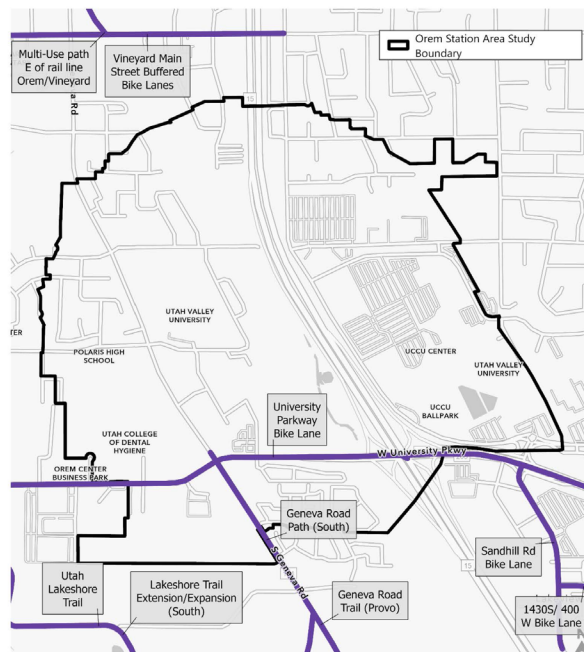 Orem Station Area Study
Boundary
Multi-Use path
E of rail line
Orem/Vineyard
Vineyard Main
Street Buffered
Bike Lanes
Rd
15
UTAH VALLEY
UNIVERSITY
TER
POLARIS HIGH
SCHOOL
UCCU CENTER
UTAH VALLEY
UNIVERSITY
UCCU
BALLPARK
University
Parkway
Bike Lane
UTAH COLLEGE
OF DENTAL
HYGIENE
W University Pkwy
OREM CENTER
BUSINESS PARK
Geneva Road
Path (South)
S Geneva Rd
Sandhill Rd
Bike Lane
15
Utah
Lakeshore
Trail
Lakeshore Trail
Extension/Expansion
(South)
Geneva Road
Trail (Provo)
1430S/ 400
W Bike Lane